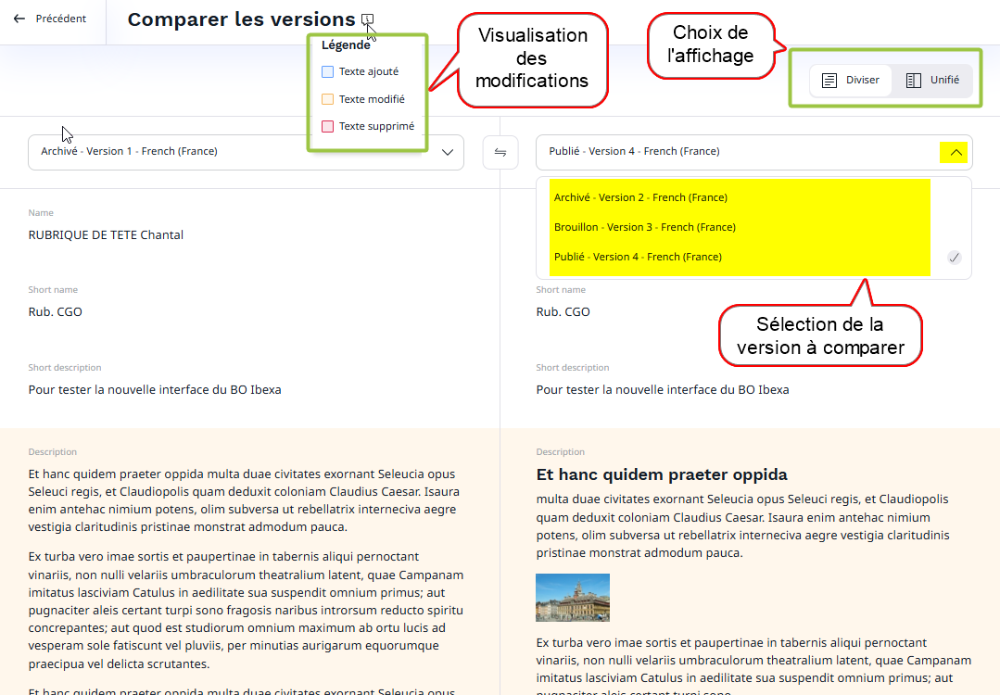 Précédent
Comparer les versions
Légende
Texte ajouté
Texte modifié
Texte supprimé
Visualisation
des
modifications
Choix de
l'affichage
Diviser
Unifié
Archivé - Version 1 - French (France)
Publié - Version 4 - French (France)
Archivé - Version 2 - French (France)
Brouillon - Version 3 - French (France)
Publié - Version 4 - French (France)
Sélection de la
version à comparer
Name
RUBRIQUE DE TETE Chantal
Short name
Rub. CGO
Short description
Pour tester la nouvelle interface du BO Ibexa
Description
Et hanc quidem praeter oppida multa duae civitates exornant Seleucia opus
Seleuci regis, et Claudiopolis quam deduxit coloniam Claudius Caesar. Isaura
enim antehac nimium potens, olim subversa ut rebellatrix interneciva aegre
vestigia claritudinis pristinae monstrat admodum pauca.
Ex turba vero imae sortis et paupertinae in tabernis aliqui pernoctant
vinariis, non nulli velariis umbraculorum theatralium latent, quae Campanam
imitatus lasciviam Catulus in aedilitate sua suspendit omnium primus; aut
pugnaciter aleis certant turpi sono fragosis naribus introrsum reducto spiritu
concrepantes; aut quod est studiorum omnium maximum ab ortu lucis ad
vesperam sole fatiscunt vel pluviis, per minutias aurigarum equorumque
praecipua vel delicta scrutantes.
Et hanc quidem praeter oppida multa duae civitates exornant Seleucia opus
Short name
Rub. CGO
Short description
Pour tester la nouvelle interface du BO Ibexa
Description
Et hanc quidem praeter oppida
multa duae civitates exornant Seleucia opus Seleuci regis, et Claudiopolis
quam deduxit coloniam Claudius Caesar. Isaura enim antehac nimium
potens, olim subversa ut rebellatrix interneciva aegre vestigia claritudinis
pristinae monstrat admodum pauca.
Ex turba vero imae sortis et paupertinae in tabernis aliqui pernoctant
vinariis, non nulli velariis umbraculorum theatralium latent, quae Campanam
imitatus lasciviam Catulus in aedilitate sua suspendit omnium primus; aut
pugnaciter aleis certant turpi sono